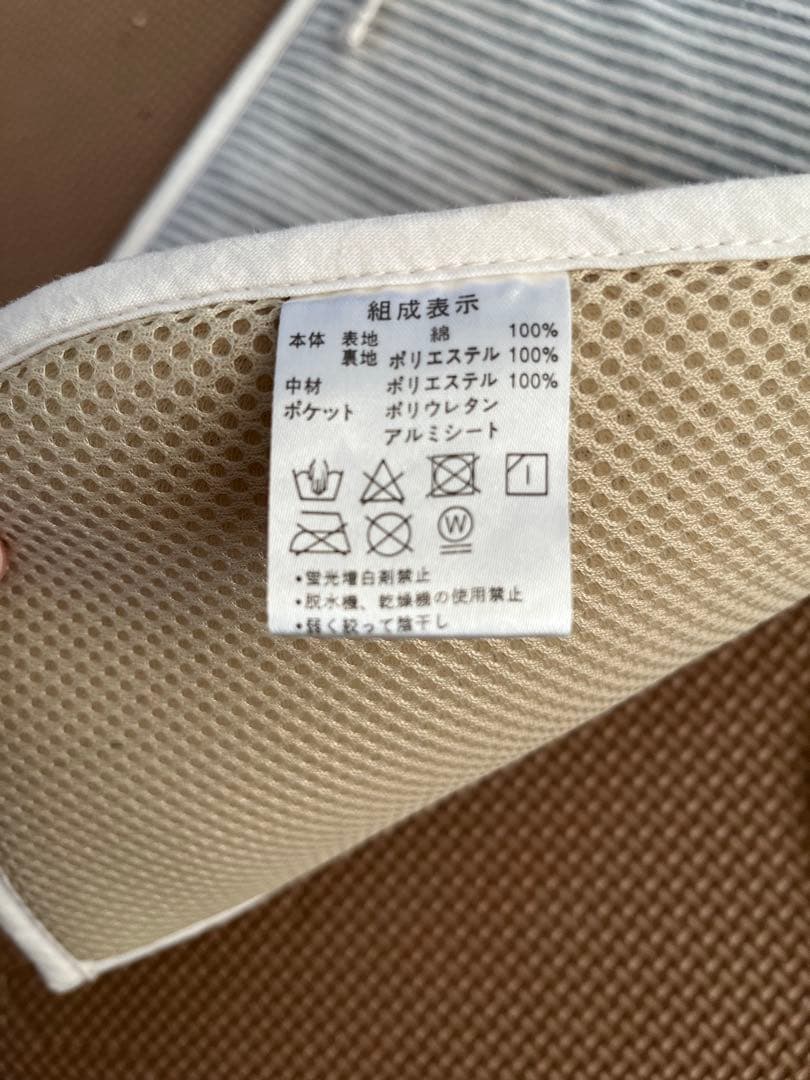 組成表示
本体 表地 綿 100%
裏地 ポリエステル 100%
中材 ポリエステル 100%
ポケット ポリウレタン
アルミシート
W
•蛍光増白剤禁止
•脱水機、乾燥機の使用禁止
•弱く絞って陰干し